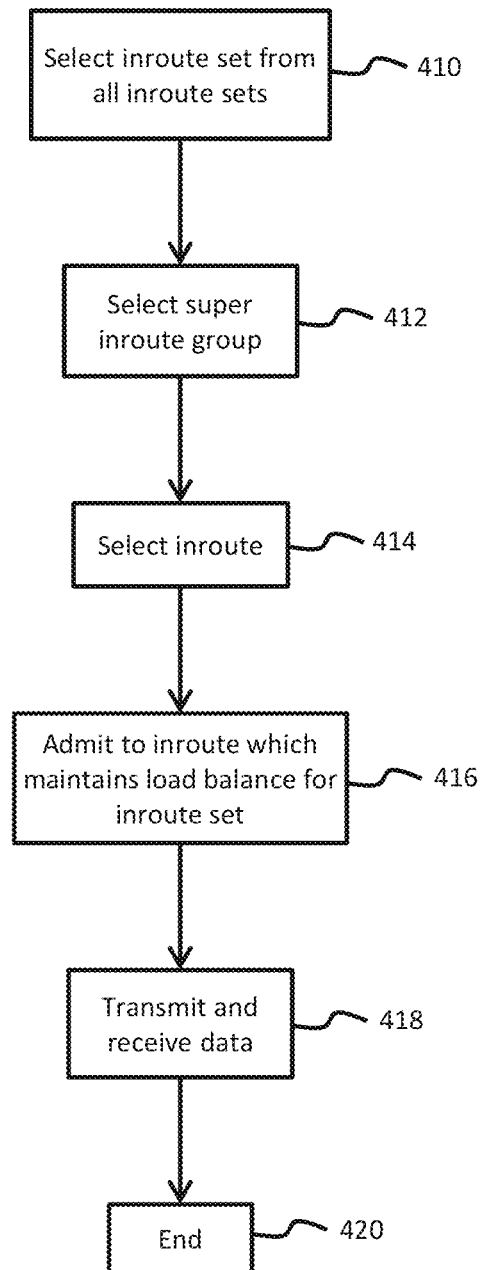 Select inroute set from
all inroute sets
410
Select super
inroute group
412
Select inroute
414
Admit to inroute which
maintains load balance for
inroute set
416
Transmit and
receive data
418
End
420